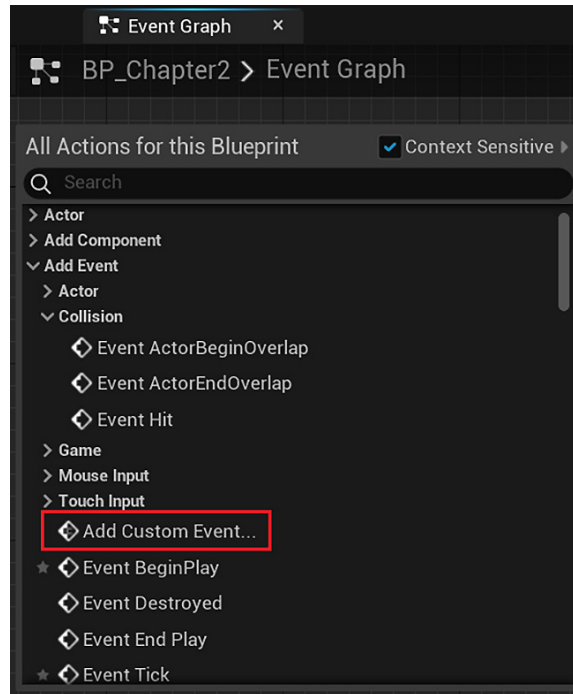 Event Graph
BP_Chapter2 > Event Graph
All Actions for this Blueprint Context Sensitive
Search
Actor
Add Component
Add Event
Actor
Collision
Event ActorBeginOverlap
Event ActorEndOverlap
Event Hit
Game
Mouse Input
Touch Input
Add Custom Event...
Event BeginPlay
Event Destroyed
Event End Play
Event Tick